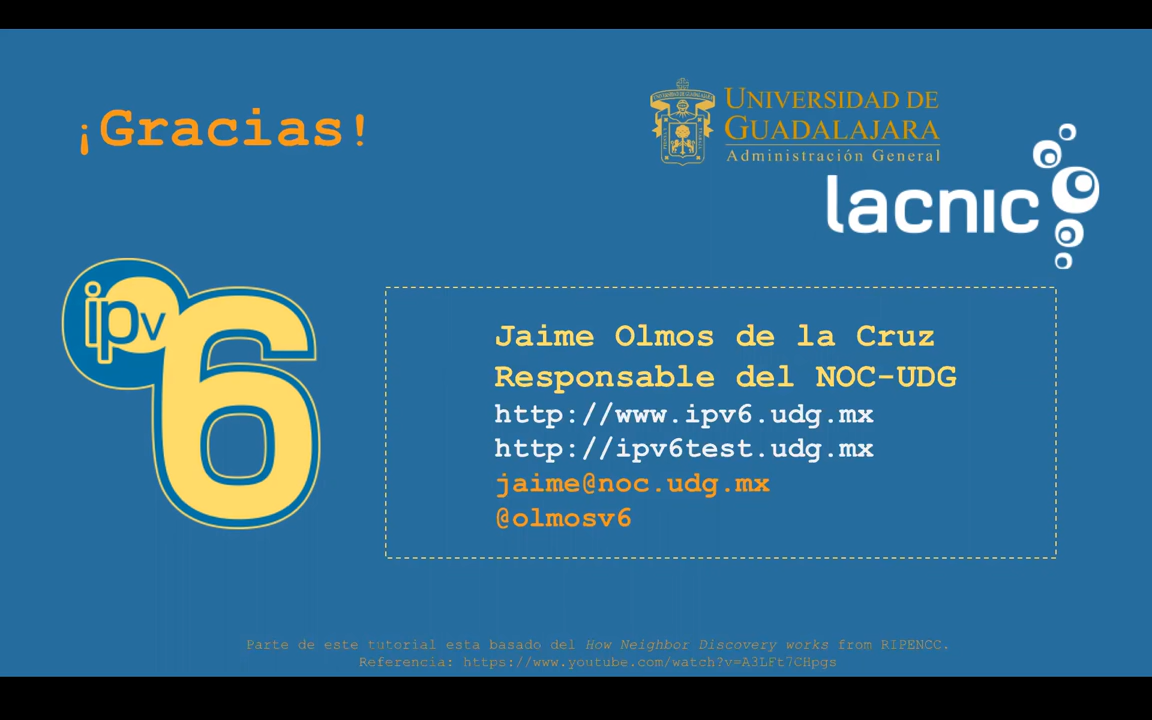 ¡Gracias!
UNIVERSIDAD DE
GUADALAJARA
Administración General
lacnic
ipv
6
Jaime Olmos de la Cruz
Responsable del NOC-UDG
http://www.ipv6.udg.mx
http://ipv6test.udg.mx
jaime@noc.udg.mx
@olmosv6
Parte de este tutorial esta basado del How Neighbor Discovery works from RIPENCC.
Referencia: https://www.youtube.com/watch?v=A3LFt7CHpgs